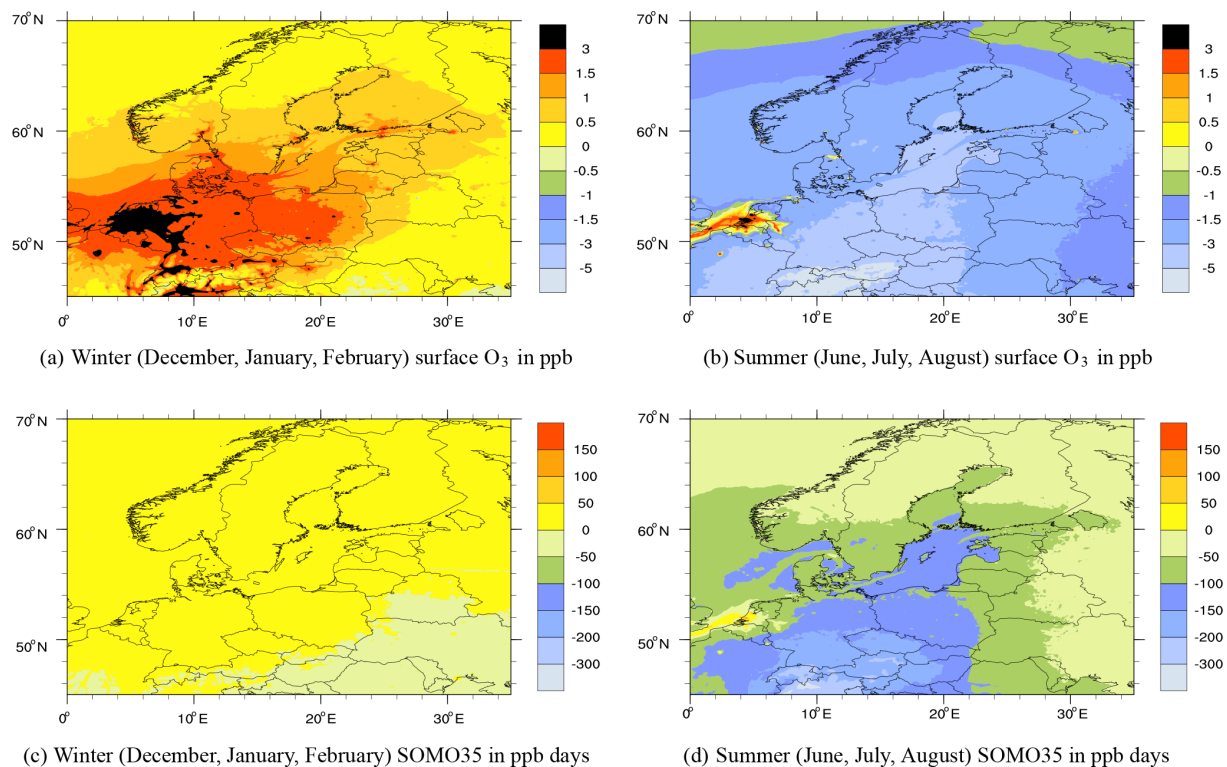 70°N
60°N
50°N
0°
10°E
20°E
30°E
3
1.5
1
0.5
0
-0.5
-1
-1.5
-3
-5
(a) Winter (December, January, February) surface O₃ in ppb
70°N
60°N
50°N
0°
10°E
20°E
30°E
3
1.5
1
0.5
0
-0.5
-1
-1.5
-3
-5
(b) Summer (June, July, August) surface O₃ in ppb
70°N
60°N
50°N
0°
10°E
20°E
30°E
150
100
50
0
-50
-100
-150
-200
-300
(c) Winter (December, January, February) SOMO35 in ppb days
70°N
60°N
50°N
0°
10°E
20°E
30°E
150
100
50
0
-50
-100
-150
-200
-300
(d) Summer (June, July, August) SOMO35 in ppb days